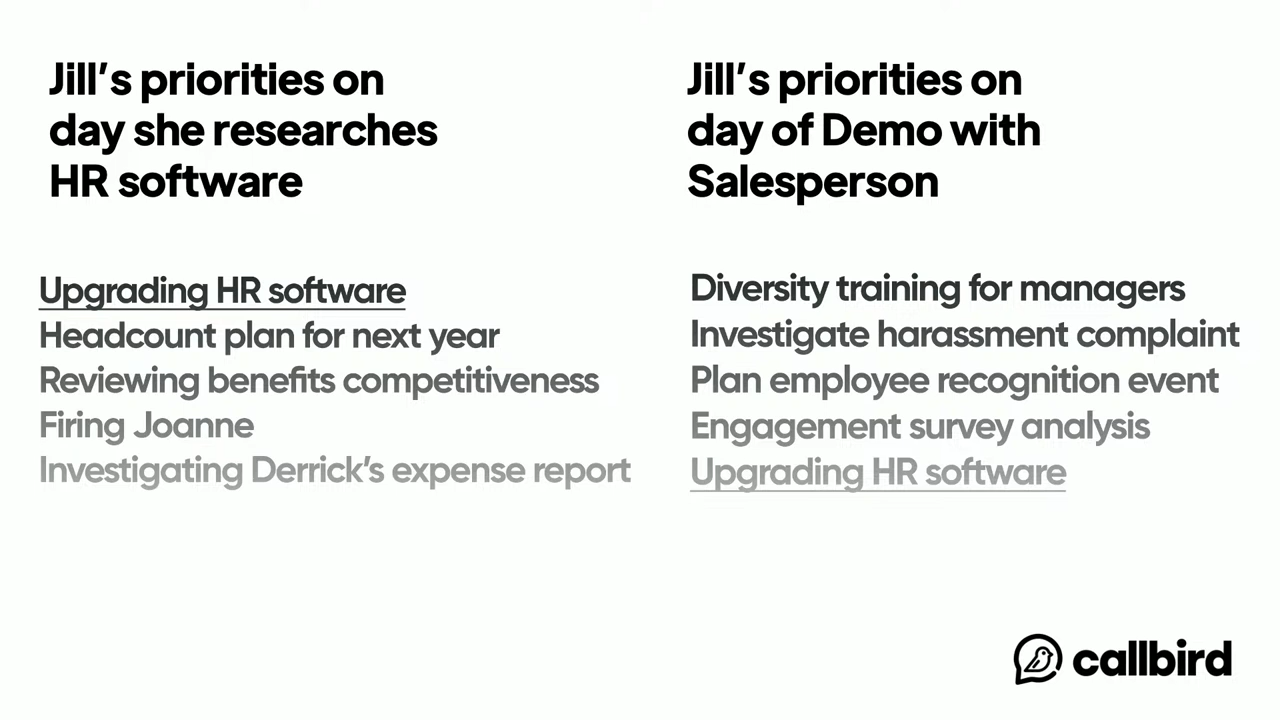 Jill's priorities on
day she researches
HR software
Upgrading HR software
Headcount plan for next year
Reviewing benefits competitiveness
Firing Joanne
Investigating Derrick's expense report
Jill's priorities on
day of Demo with
Salesperson
Diversity training for managers
Investigate harassment complaint
Plan employee recognition event
Engagement survey analysis
Upgrading HR software
callbird